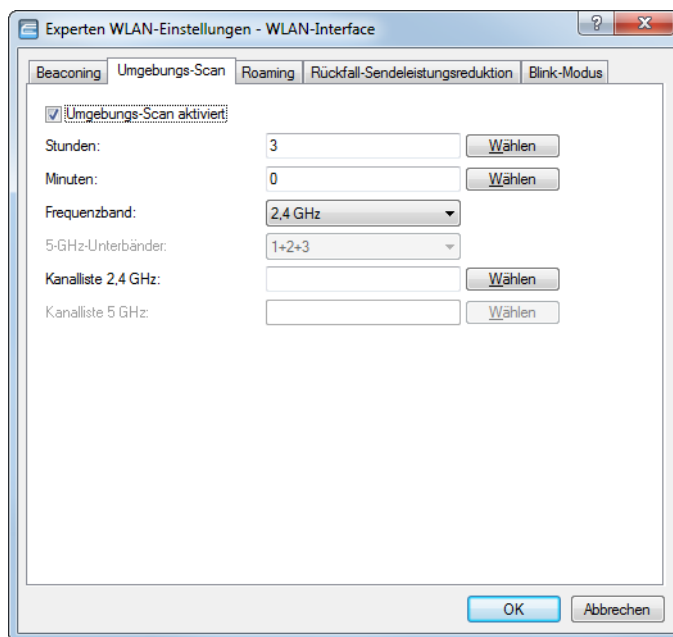 Experten WLAN-Einstellungen - WLAN-Interface
Beaconing Umgebungs-Scan Roaming Rückfall-Sendeleistungsreduktion Blink-Modus
Umgebungs-Scan aktiviert
Stunden: 3 Wählen
Minuten: 0 Wählen
Frequenzband: 2,4 GHz
5-GHz-Unterbänder: 1+2+3
Kanalliste 2,4 GHz: Wählen
Kanalliste 5 GHz: Wählen
OK Abbrechen